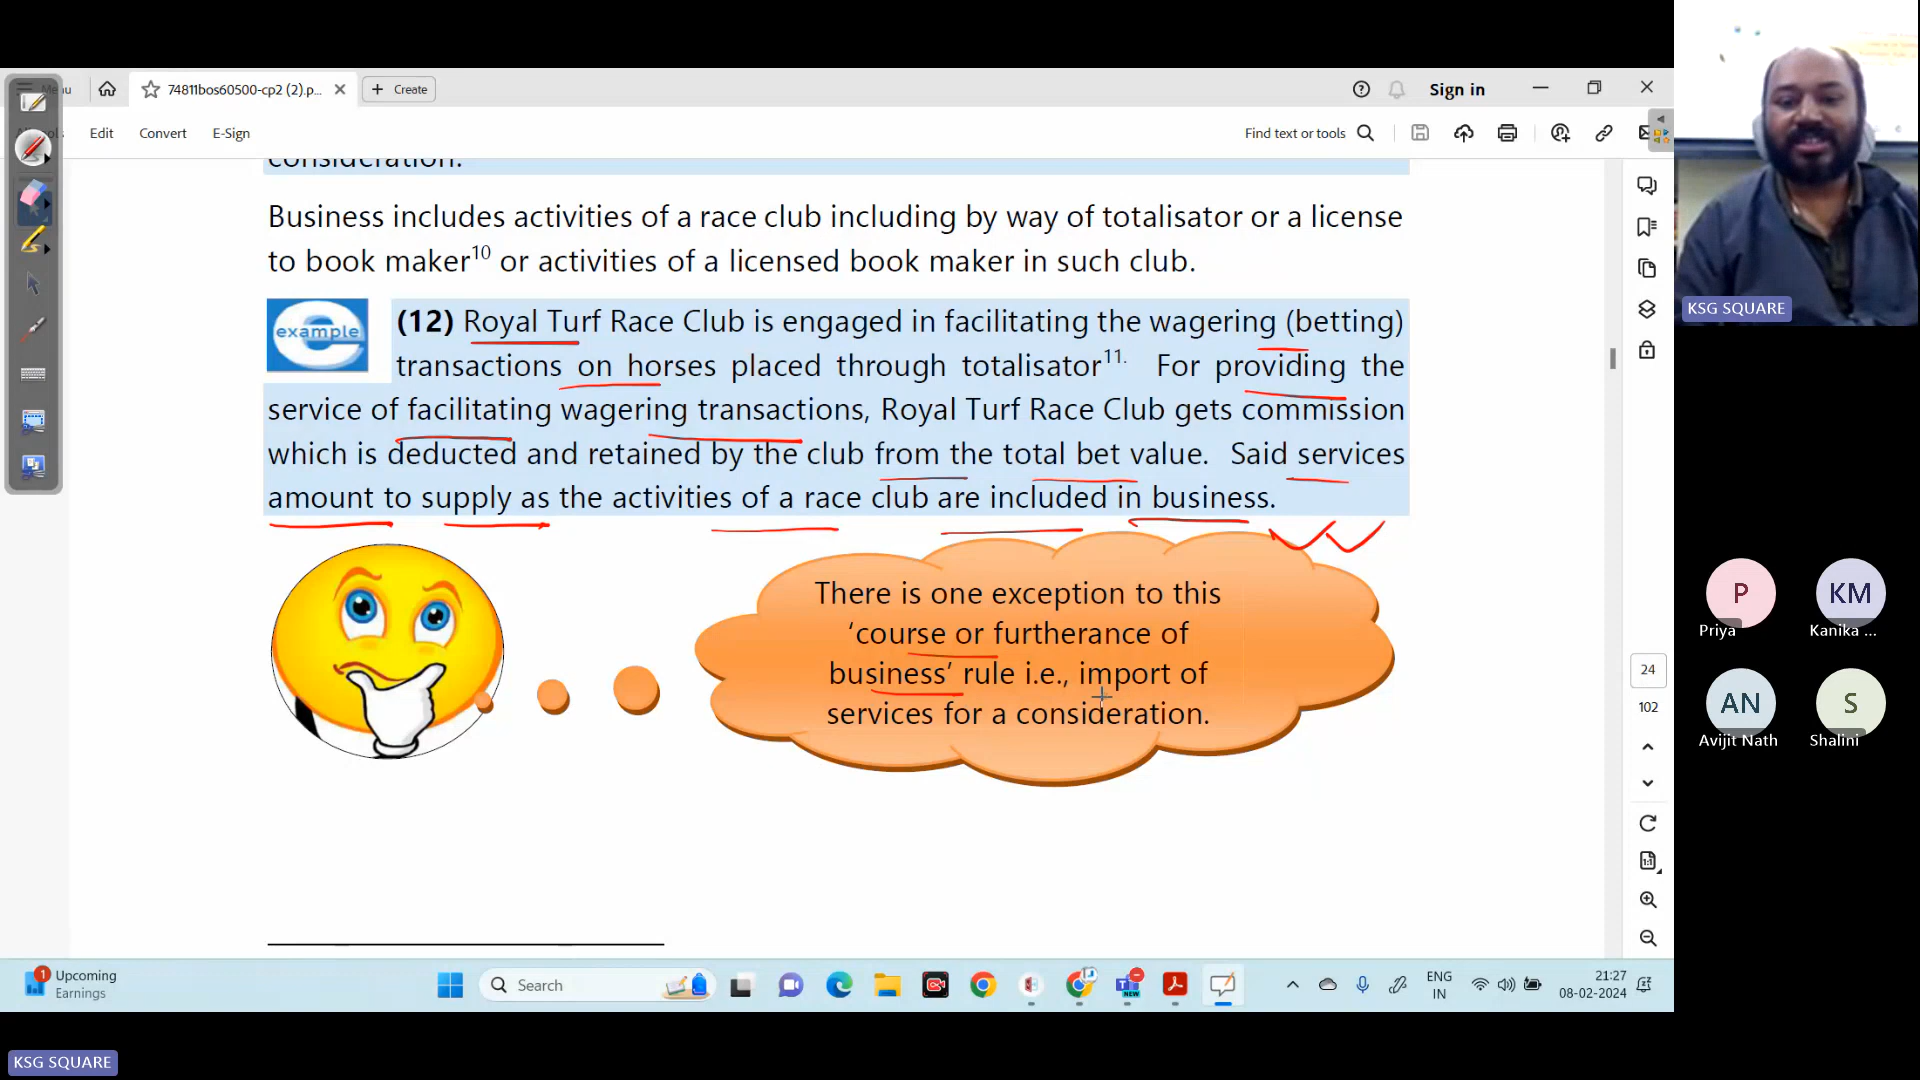 Menu
74811bos60500-cp2 (2).p...
Create
Sign in
Edit
Convert
E-Sign
Find text or tools
consideration.
Business includes activities of a race club including by way of totalisator or a license
to book maker10 or activities of a licensed book maker in such club.
example
(12) Royal Turf Race Club is engaged in facilitating the wagering (betting)
transactions on horses placed through totalisator11. For providing the
service of facilitating wagering transactions, Royal Turf Race Club gets commission
which is deducted and retained by the club from the total bet value. Said services
amount to supply as the activities of a race club are included in business.
There is one exception to this
‘course or furtherance of
business’ rule i.e., import of
services for a consideration.
24
102
KSG SQUARE
P
KM
Priya
Kanika ...
AN
S
Avijit Nath
Shalini
1
Upcoming
Earnings
Search
NEW
ENG
IN
21:27
08-02-2024
KSG SQUARE